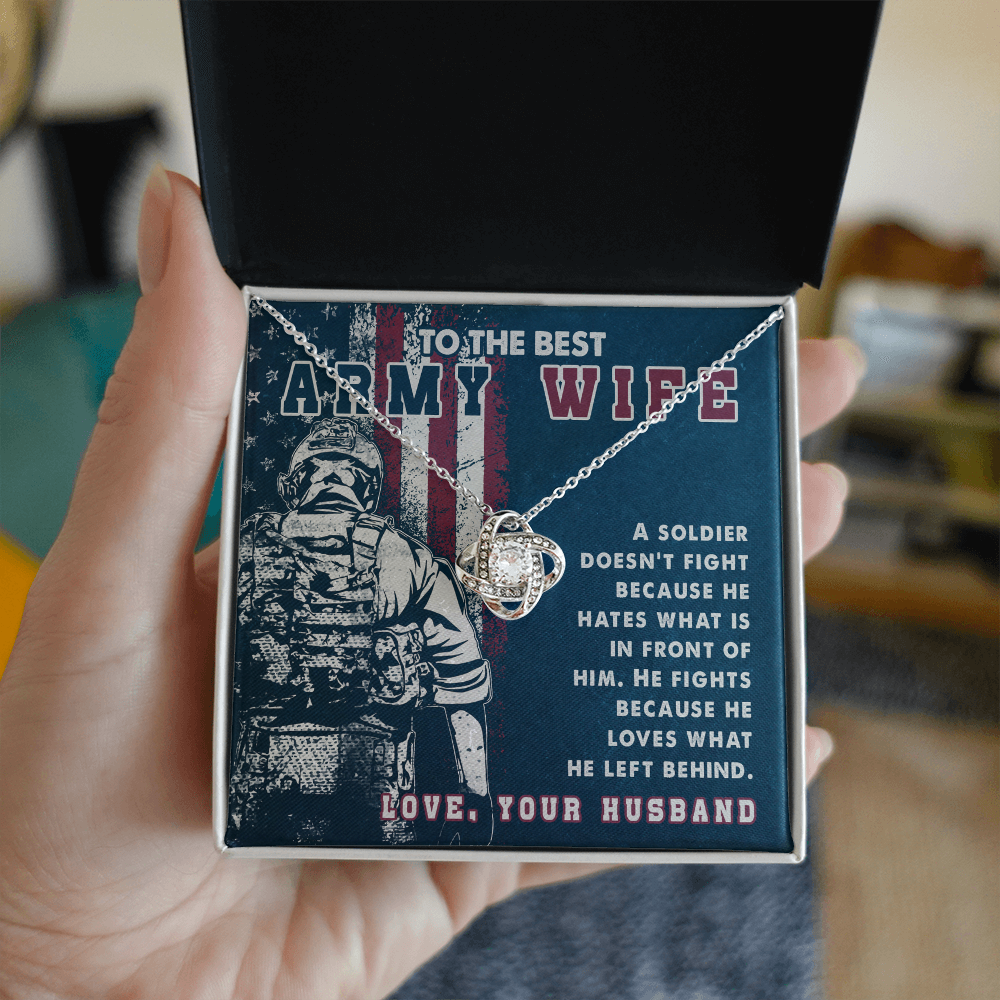 TO THE BEST
ARMY WIFE
A SOLDIER
DOESN'T FIGHT
BECAUSE HE
HATES WHAT IS
IN FRONT OF
HIM. HE FIGHTS
BECAUSE HE
LOVES WHAT
HE LEFT BEHIND.
LOVE, YOUR HUSBAND